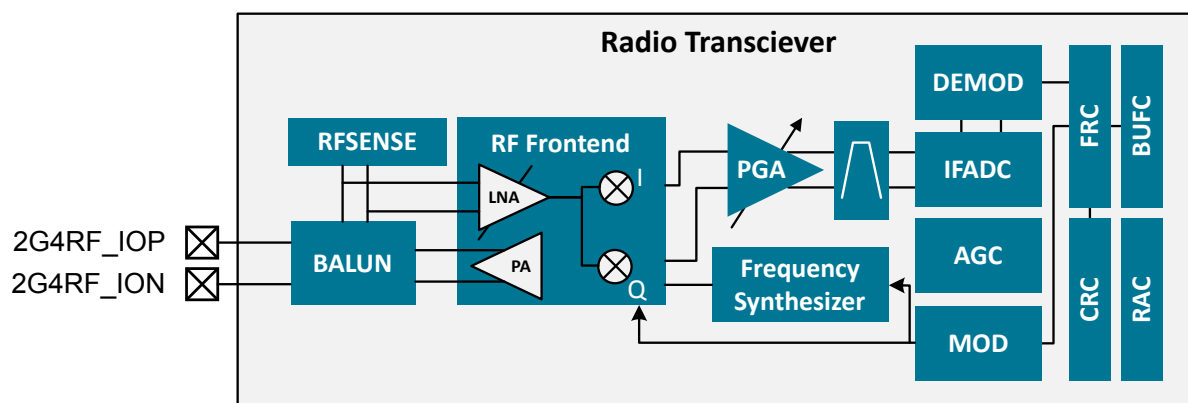 Radio Transciever
DEMOD
FRC
BUFC
RFSENSE
RF Frontend
I
LNA
PGA
IFADC
2G4RF_IOP
2G4RF_ION
BALUN
PA
Q
Frequency
Synthesizer
AGC
MOD
CRC
RAC